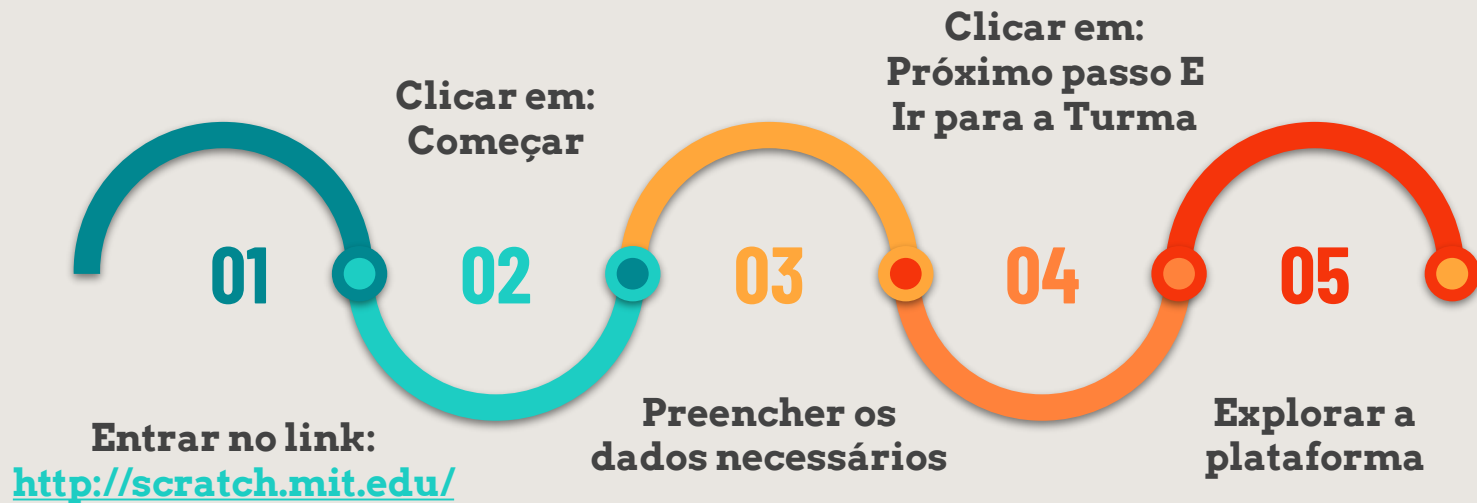 01
Entrar no link:
http://scratch.mit.edu/
02
Clicar em:
Começar
03
Preencher os
dados necessários
04
Clicar em:
Próximo passo E
Ir para a Turma
05
Explorar a
plataforma